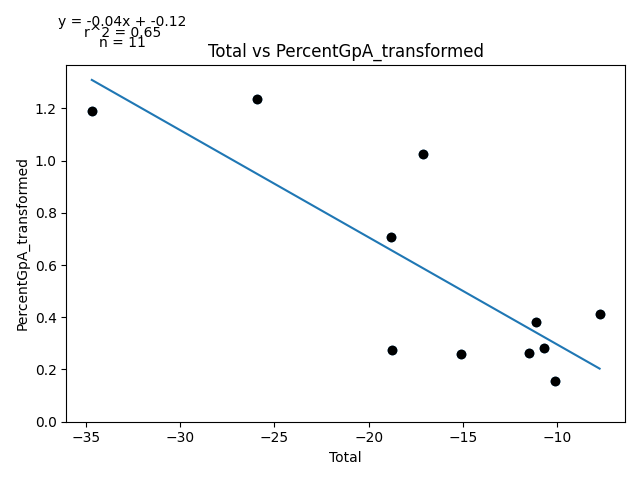 y = -0.04x + -0.12
r^2 = 0.65
n = 11
Total vs PercentGpA_transformed
1.2
1.0
0.8
0.6
0.4
0.2
0.0
PercentGpA_transformed
−35 −30 −25 −20 −15 −10
Total